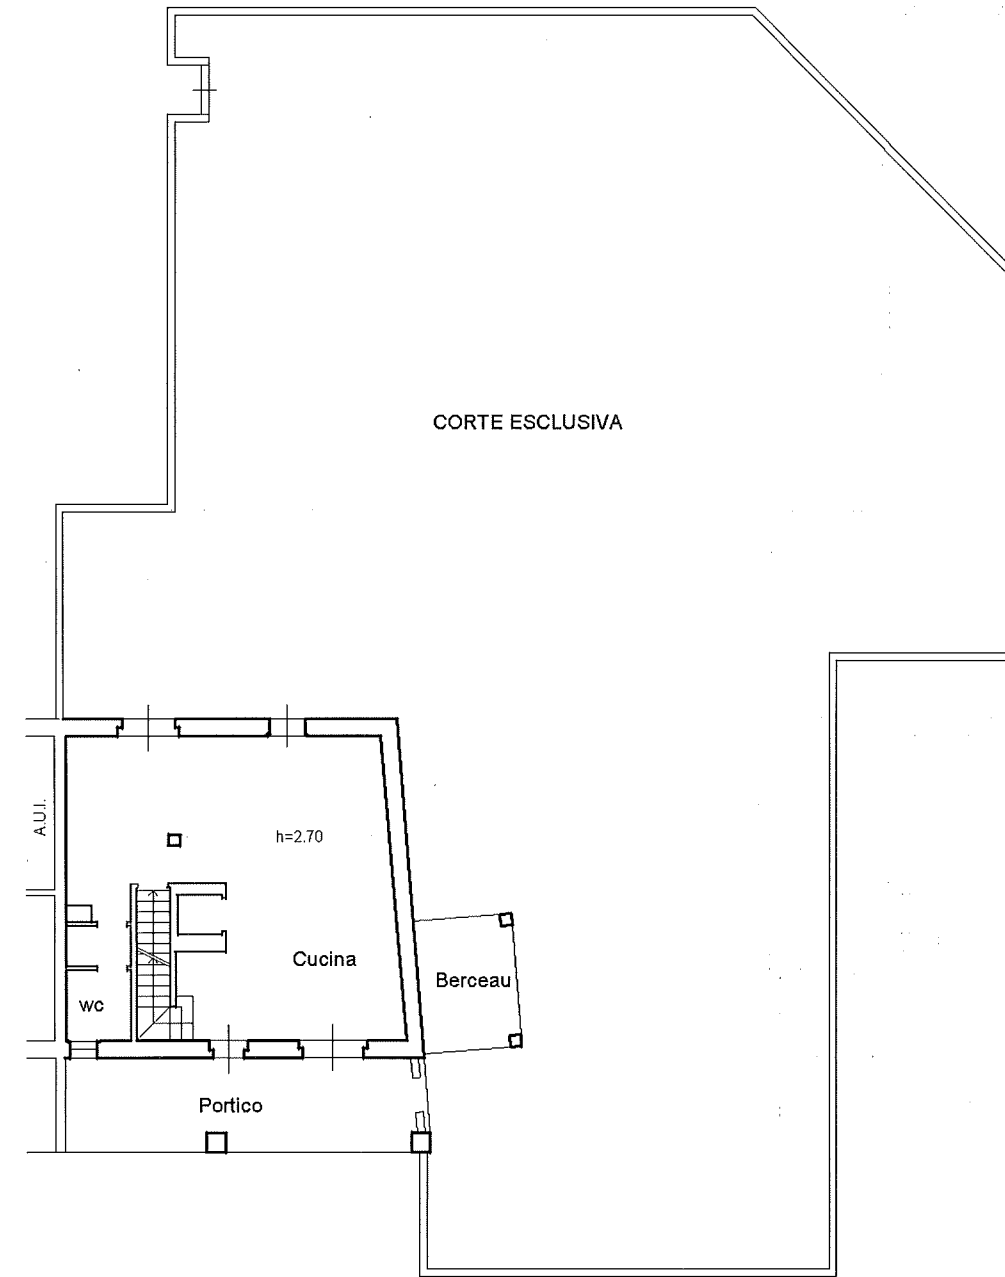 CORTE ESCLUSIVA
A.U.I.
h=2.70
Cucina
Berceau
wc
Portico